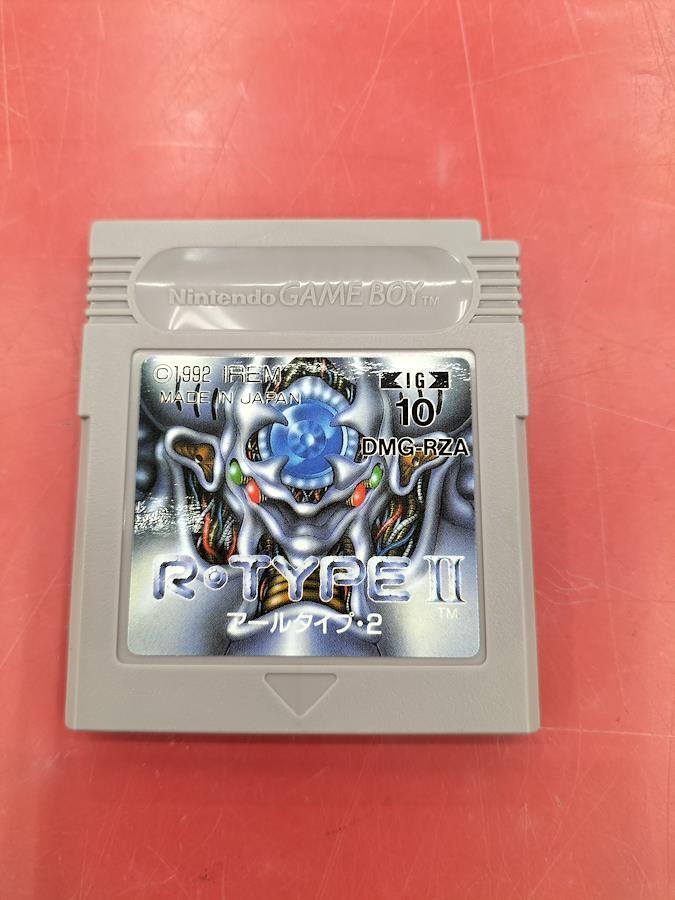 Nintendo GAME BOY™
©1992 IREM
MADE IN JAPAN
IG
10
DMG-RZA
R·TYPE II
TM
アールタイプ・2